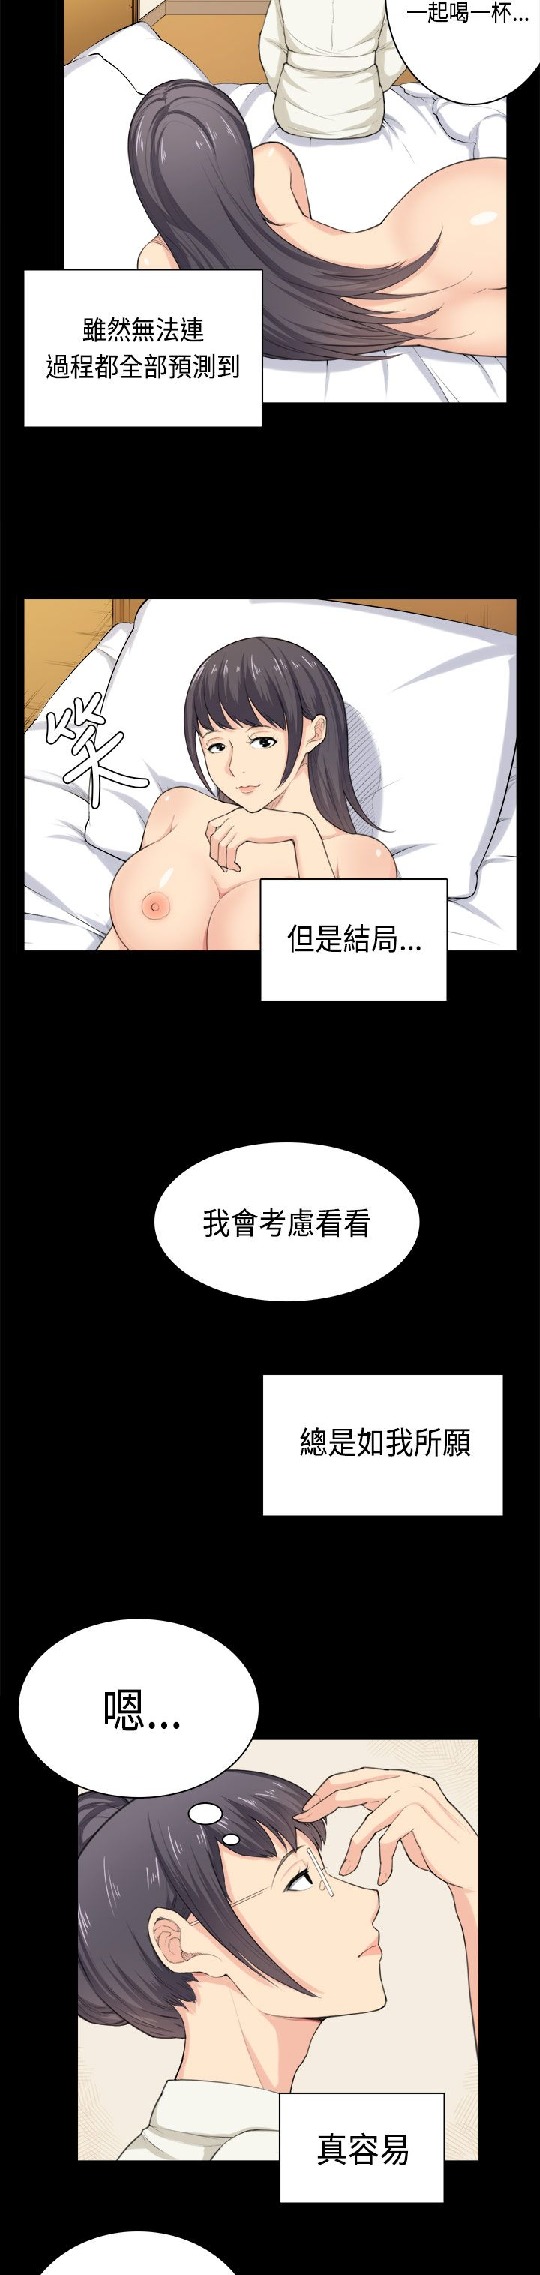 一起喝一杯...
雖然無法連
過程都全部預測到
笑
但是結局...
我會考慮看看
總是如我所願
嗯...
真容易